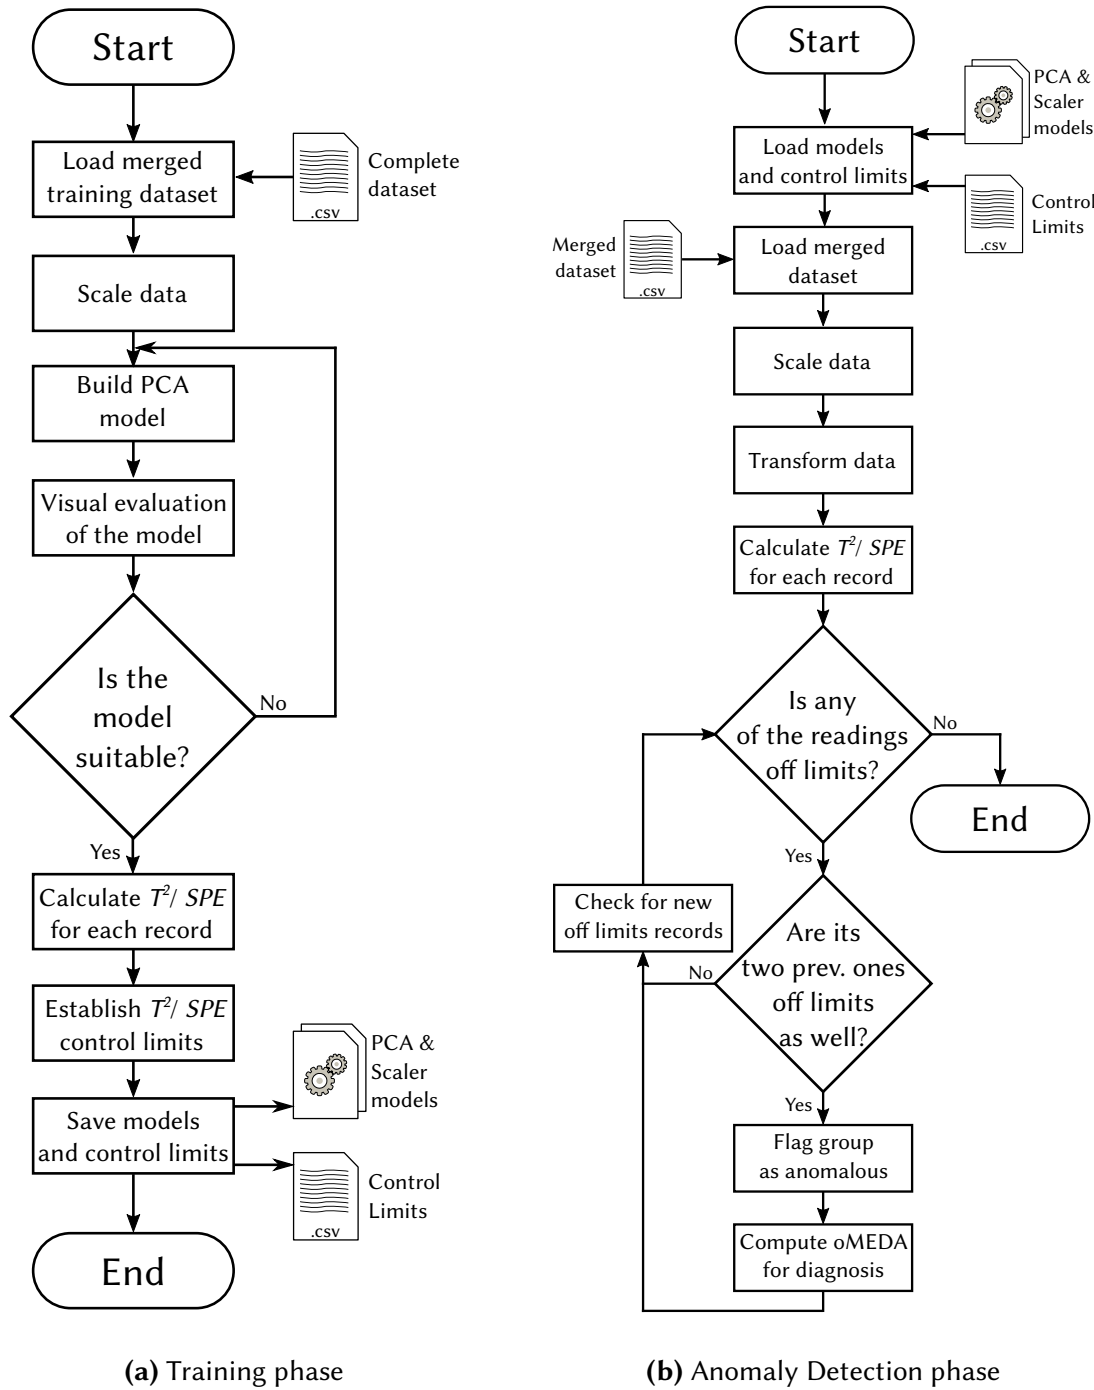 Start
Load merged
training dataset
Complete
dataset
.csv
Scale data
Build PCA
model
Visual evaluation
of the model
Is the
model
suitable?
No
Yes
Calculate T²/ SPE
for each record
Establish T²/ SPE
control limits
PCA &
Scaler
models
Save models
and control limits
Control
Limits
.csv
End
(a) Training phase
Start
PCA &
Scaler
models
Load models
and control limits
Control
Limits
.csv
Merged
dataset
.csv
Load merged
dataset
Scale data
Transform data
Calculate T²/ SPE
for each record
Is any
of the readings
off limits?
No
End
Yes
Check for new
off limits records
Are its
two prev. ones
off limits
as well?
No
Yes
Flag group
as anomalous
Compute oMEDA
for diagnosis
(b) Anomaly Detection phase